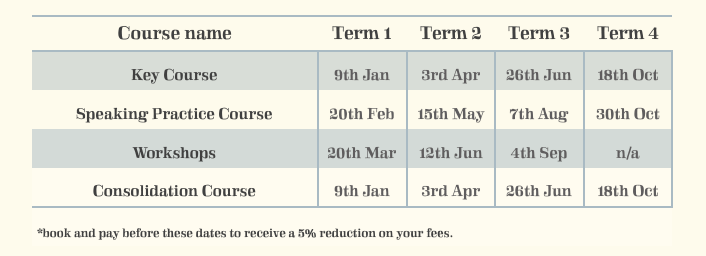 Course name Term 1 Term 2 Term 3 Term 4
Key Course 9th Jan 3rd Apr 26th Jun 18th Oct
Speaking Practice Course 20th Feb 15th May 7th Aug 30th Oct
Workshops 20th Mar 12th Jun 4th Sep n/a
Consolidation Course 9th Jan 3rd Apr 26th Jun 18th Oct
*book and pay before these dates to receive a 5% reduction on your fees.